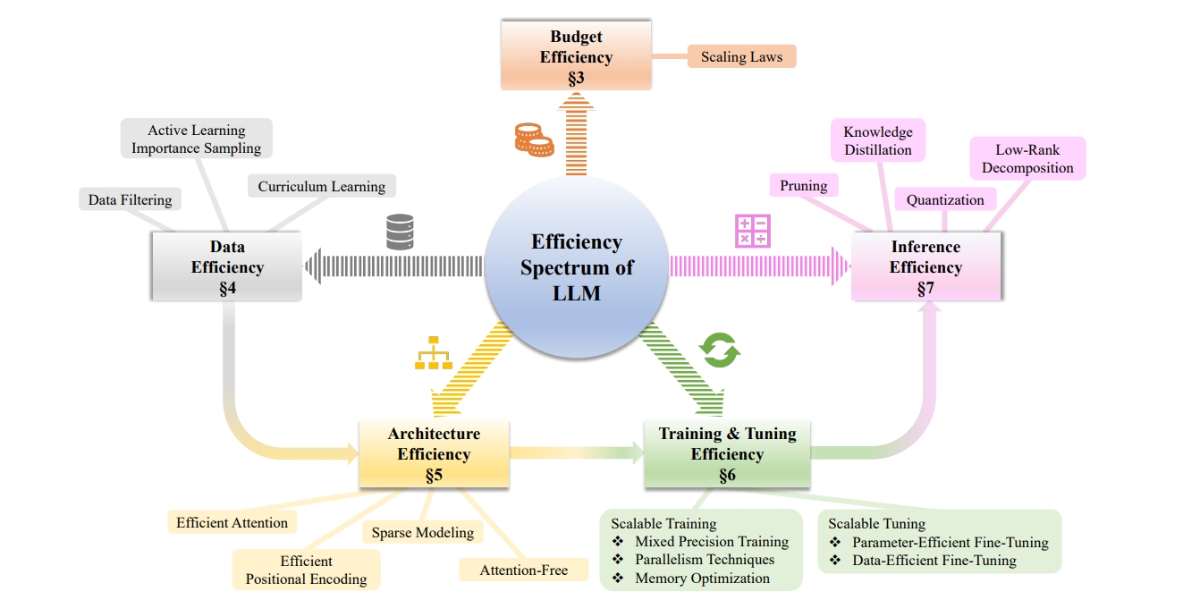 Budget
Efficiency
§3
Scaling Laws
Active Learning
Importance Sampling
Data Filtering
Curriculum Learning
Data
Efficiency
§4
Efficiency
Spectrum of
LLM
Knowledge
Distillation
Low-Rank
Decomposition
Pruning
Quantization
Inference
Efficiency
§7
Architecture
Efficiency
§5
Training & Tuning
Efficiency
§6
Efficient Attention
Sparse Modeling
Efficient
Positional Encoding
Attention-Free
Scalable Training
❖ Mixed Precision Training
❖ Parallelism Techniques
❖ Memory Optimization
Scalable Tuning
❖ Parameter-Efficient Fine-Tuning
❖ Data-Efficient Fine-Tuning